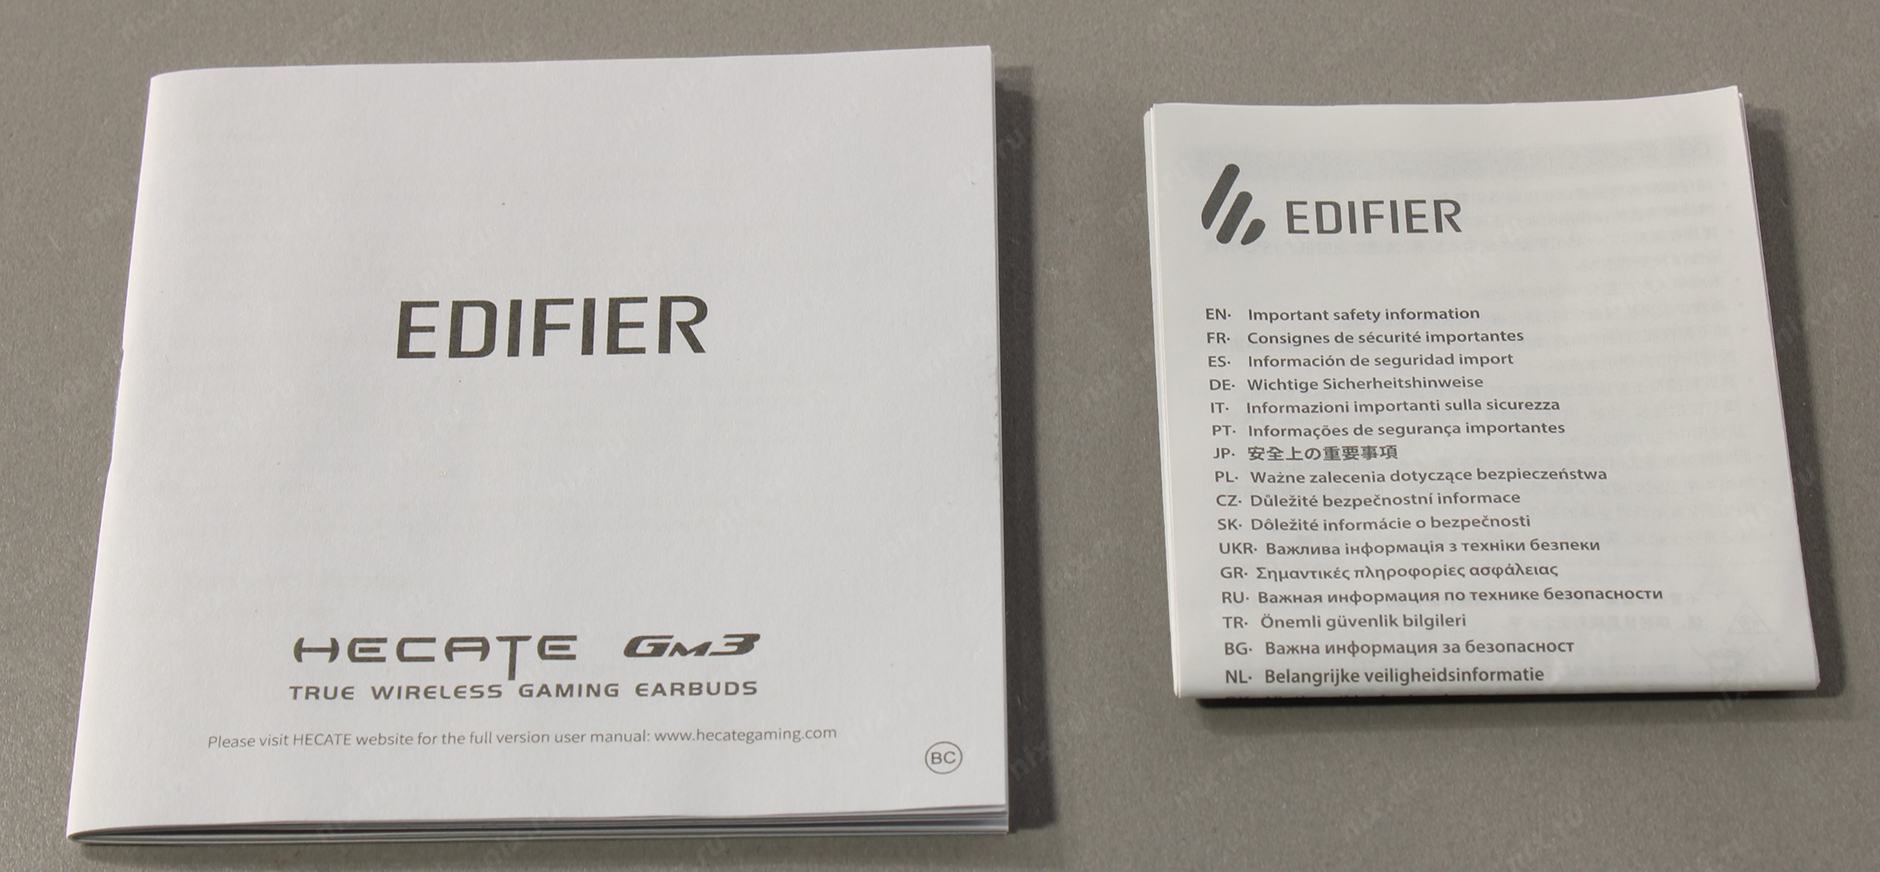 EDIFIER
HECATE GM3
TRUE WIRELESS GAMING EARBUDS
Please visit HECATE website for the full version user manual: www.hecategaming.com
BC
EDIFIER
EN· Important safety information
FR· Consignes de sécurité importantes
ES· Información de seguridad import
DE· Wichtige Sicherheitshinweise
IT· Informazioni importanti sulla sicurezza
PT· Informações de segurança importantes
JP· 安全上の重要事項
PL· Ważne zalecenia dotyczące bezpieczeństwa
CZ· Důležité bezpečnostní informace
SK· Dôležité informácie o bezpečnosti
UKR· Важлива інформація з техніки безпеки
GR· Σημαντικές πληροφορίες ασφάλειας
RU· Важная информация по технике безопасности
TR· Önemli güvenlik bilgileri
BG· Важна информация за безопасност
NL· Belangrijke veiligheidsinformatie